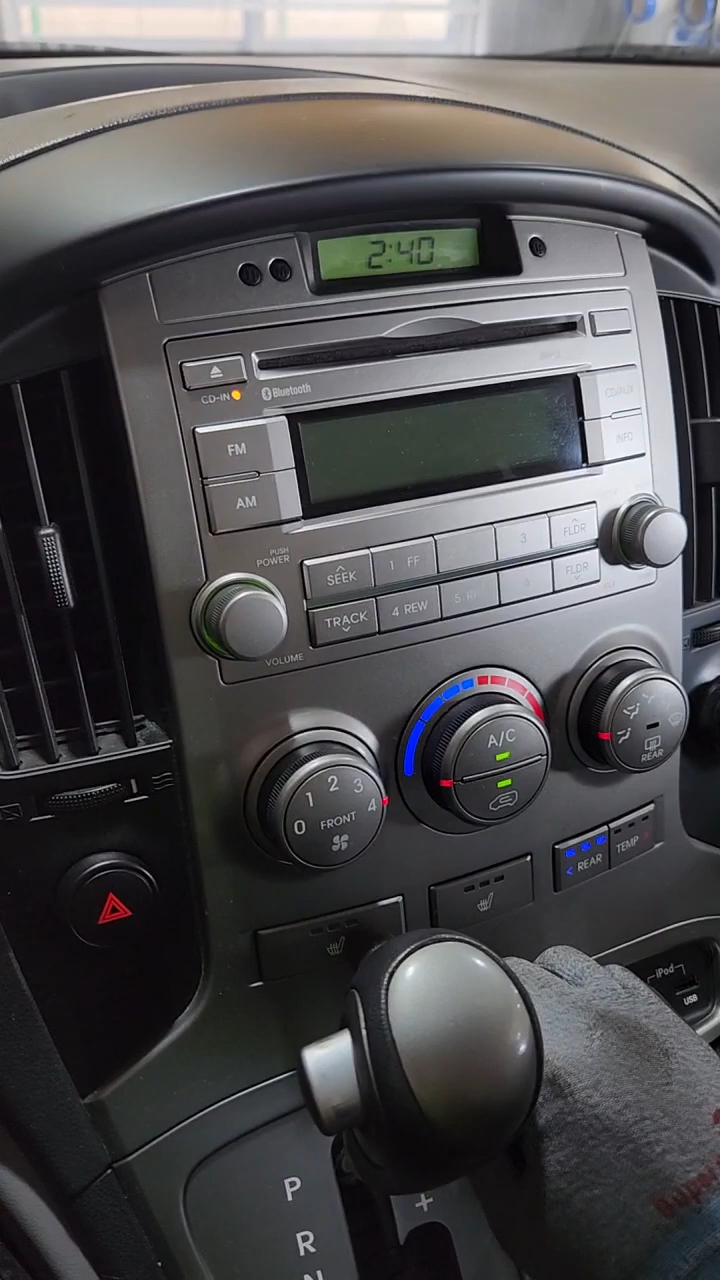 2:40
CD-IN
Bluetooth
CD/AUX
FM
INFO
AM
PUSH
POWER
SEEK
1 FF
3
FLDR
TRACK
4 REW
FLDR
VOLUME
A/C
0 1 2 3 4
FRONT
REAR
< REAR
TEMP >
iPod
USB
P
+
R
N